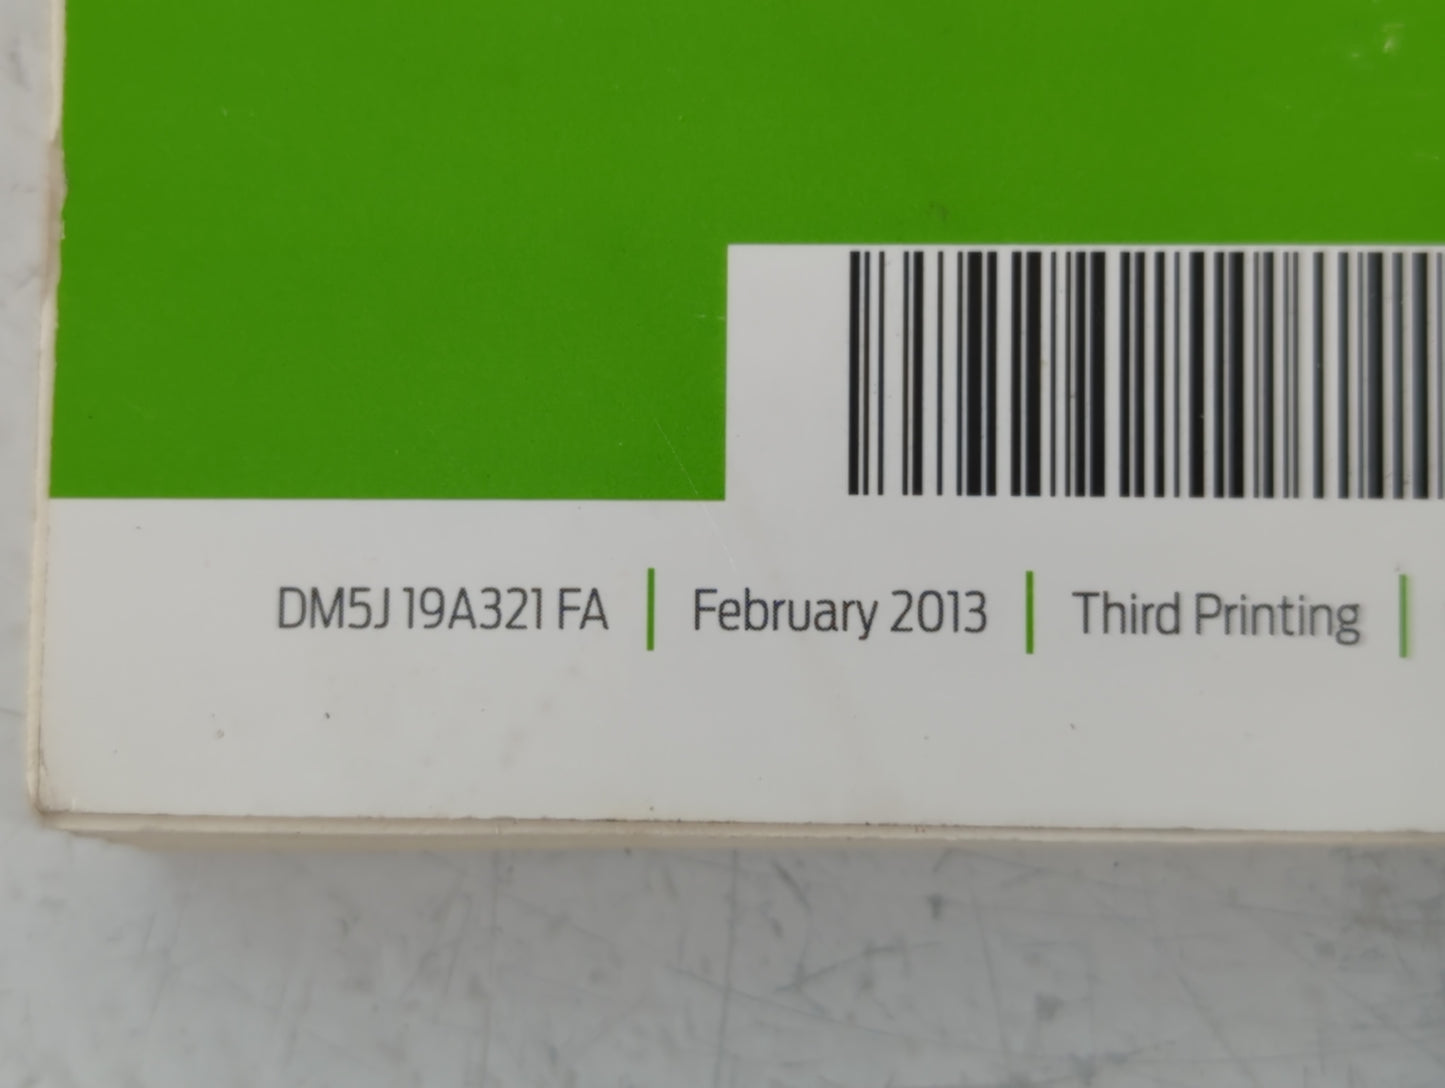 DM5J 19A321 FA | February 2013 | Third Printing |